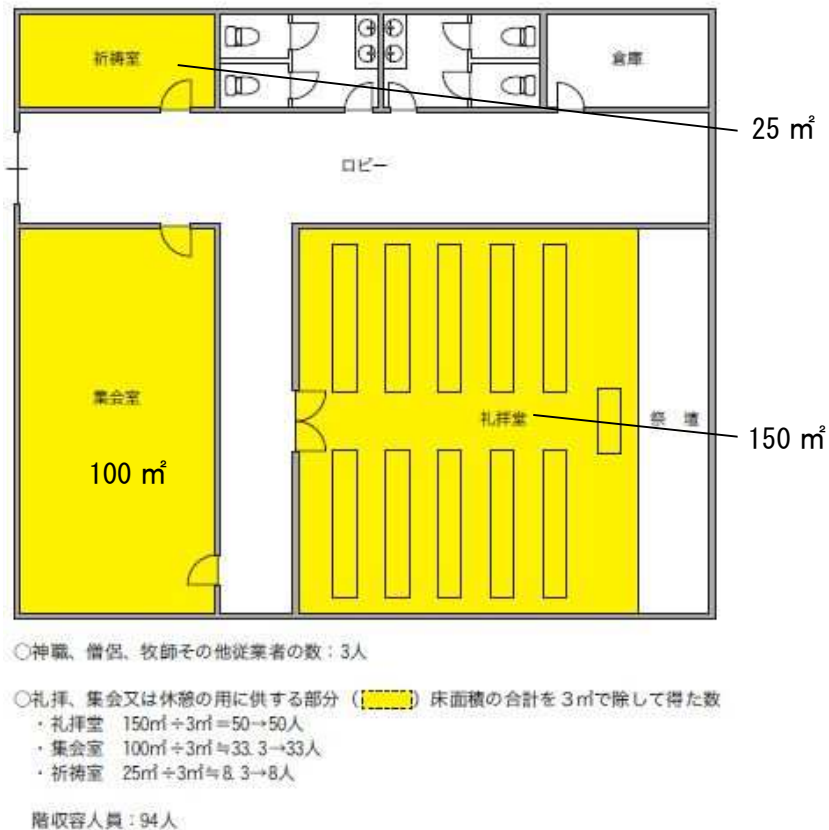 祈祷室
倉庫
25 ㎡
ロビー
集会室
100 ㎡
礼拝堂
祭　壇
150 ㎡
○神職、僧侶、牧師その他従業者の数：3人
○礼拝、集会又は休憩の用に供する部分（　　　）床面積の合計を３㎡で除して得た数
・礼拝堂　150㎡÷3㎡＝50→50人
・集会室　100㎡÷3㎡≒33.3→33人
・祈祷室　25㎡÷3㎡≒8.3→8人
階収容人員：94人